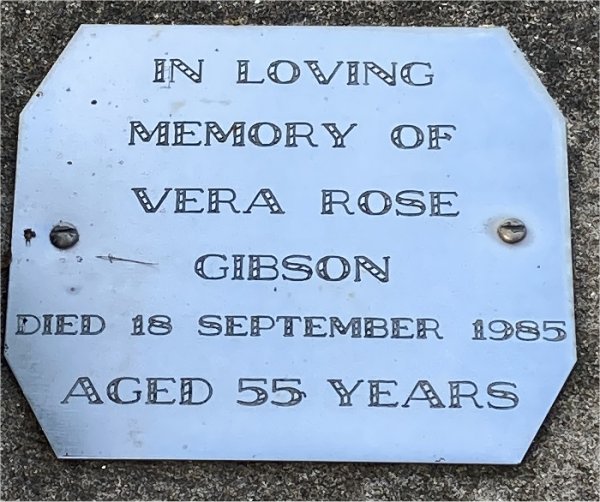 IN LOVING
MEMORY OF
VERA ROSE
GIBSON
DIED 18 SEPTEMBER 1985
AGED 55 YEARS